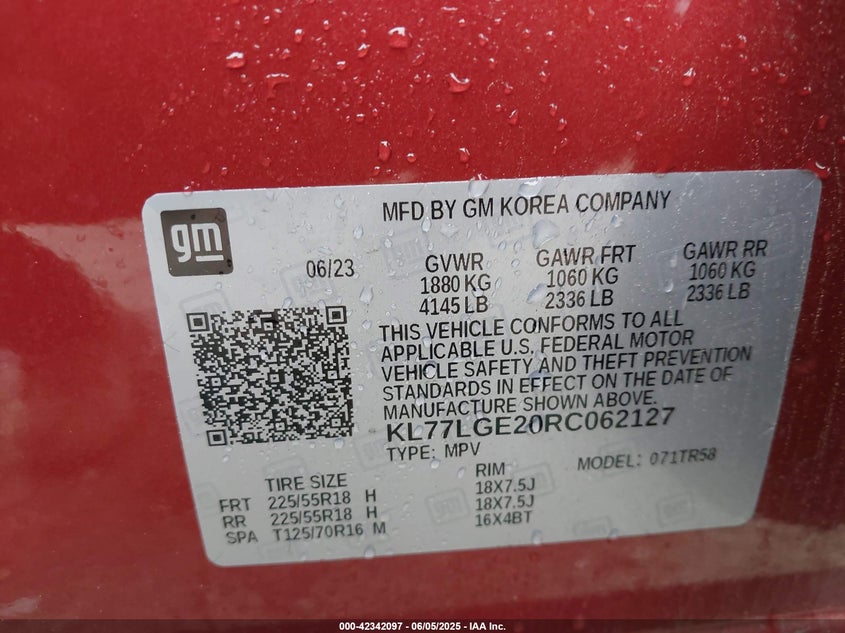 gm
MFD BY GM KOREA COMPANY
06/23
GVWR GAWR FRT GAWR RR
1880 KG 1060 KG 1060 KG
4145 LB 2336 LB 2336 LB
THIS VEHICLE CONFORMS TO ALL
APPLICABLE U.S. FEDERAL MOTOR
VEHICLE SAFETY AND THEFT PREVENTION
STANDARDS IN EFFECT ON THE DATE OF
MANUFACTURE SHOWN ABOVE.
KL77LGE20RC062127
TYPE: MPV MODEL: 071TR58
TIRE SIZE RIM
FRT 225/55R18 H 18X7.5J
RR 225/55R18 H 18X7.5J
SPA T125/70R16 M 16X4BT
000-42342097 - 06/05/2025 - IAA Inc.